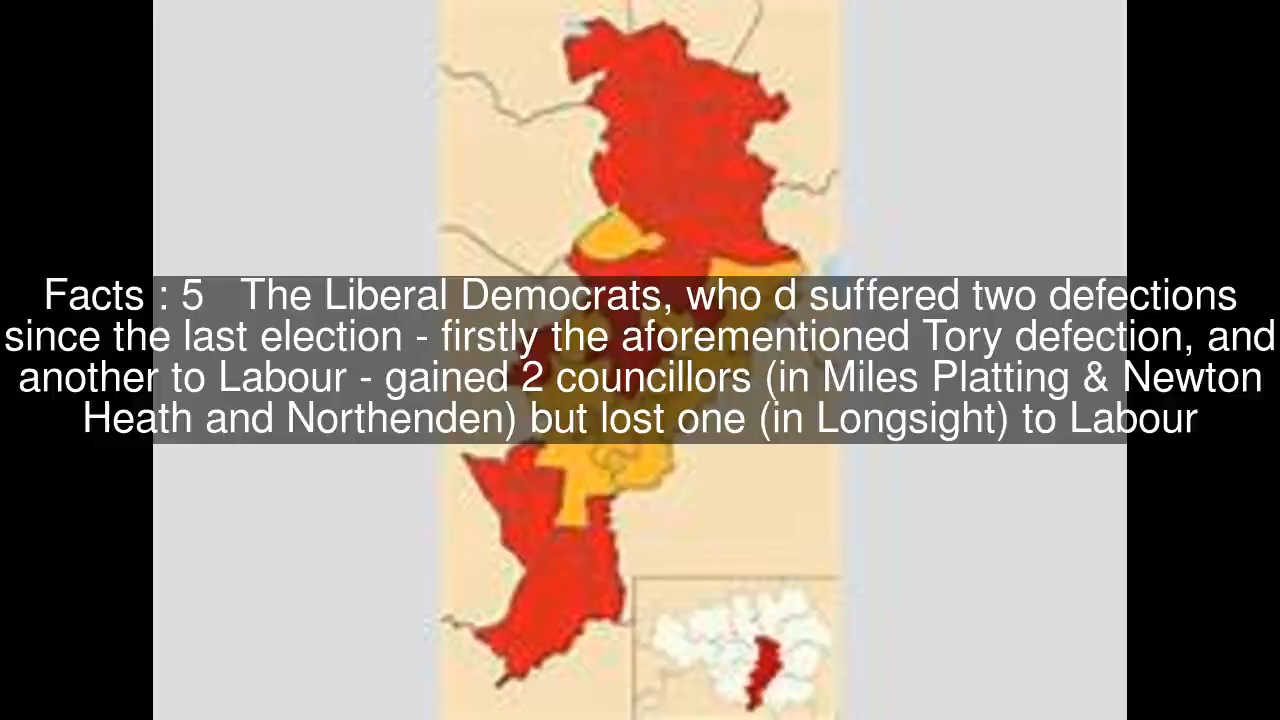 Facts : 5   The Liberal Democrats, who d suffered two defections
since the last election - firstly the aforementioned Tory defection, and
another to Labour - gained 2 councillors (in Miles Platting & Newton
Heath and Northenden) but lost one (in Longsight) to Labour